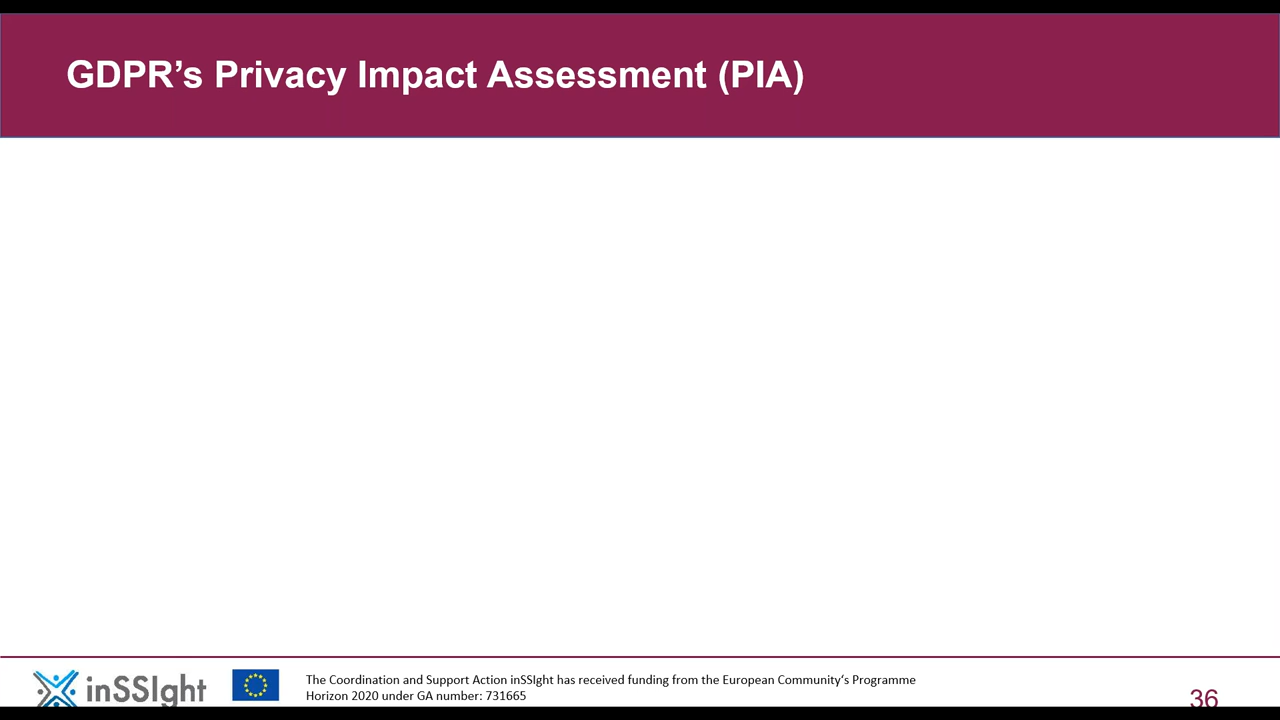 GDPR’s Privacy Impact Assessment (PIA)
inSSIght
The Coordination and Support Action inSSIght has received funding from the European Community‘s Programme
Horizon 2020 under GA number: 731665
36